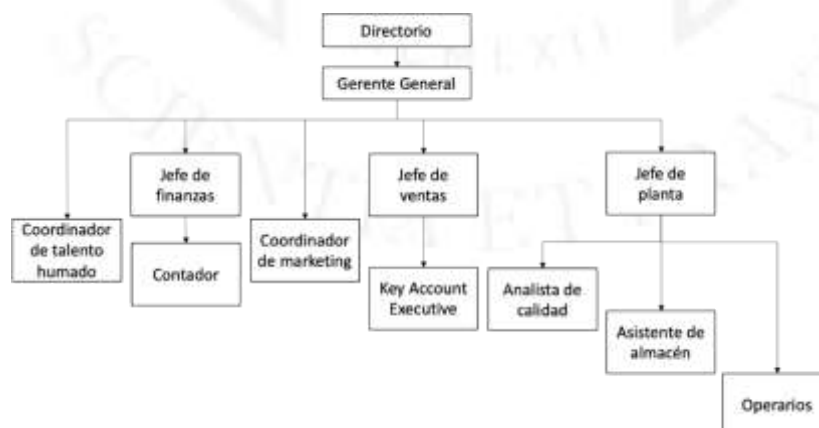 Directorio
Gerente General
Jefe de
finanzas
Jefe de
ventas
Jefe de
planta
Coordinador
de talento
humado
Contador
Coordinador
de marketing
Key Account
Executive
Analista de
calidad
Asistente de
almacén
Operarios